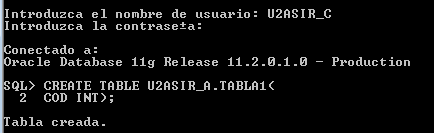 Introduzca el nombre de usuario: U2ASIR_C
Introduzca la contrase±a:
Conectado a:
Oracle Database 11g Release 11.2.0.1.0 - Production
SQL> CREATE TABLE U2ASIR_A.TABLA1(
2 COD INT);
Tabla creada.